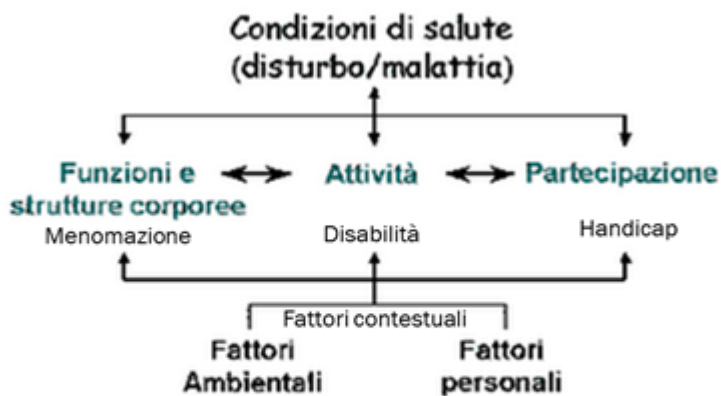 Condizioni di salute
(disturbo/malattia)
Funzioni e
strutture corporee
Attività
Partecipazione
Menomazione
Disabilità
Handicap
Fattori contestuali
Fattori
Ambientali
Fattori
personali